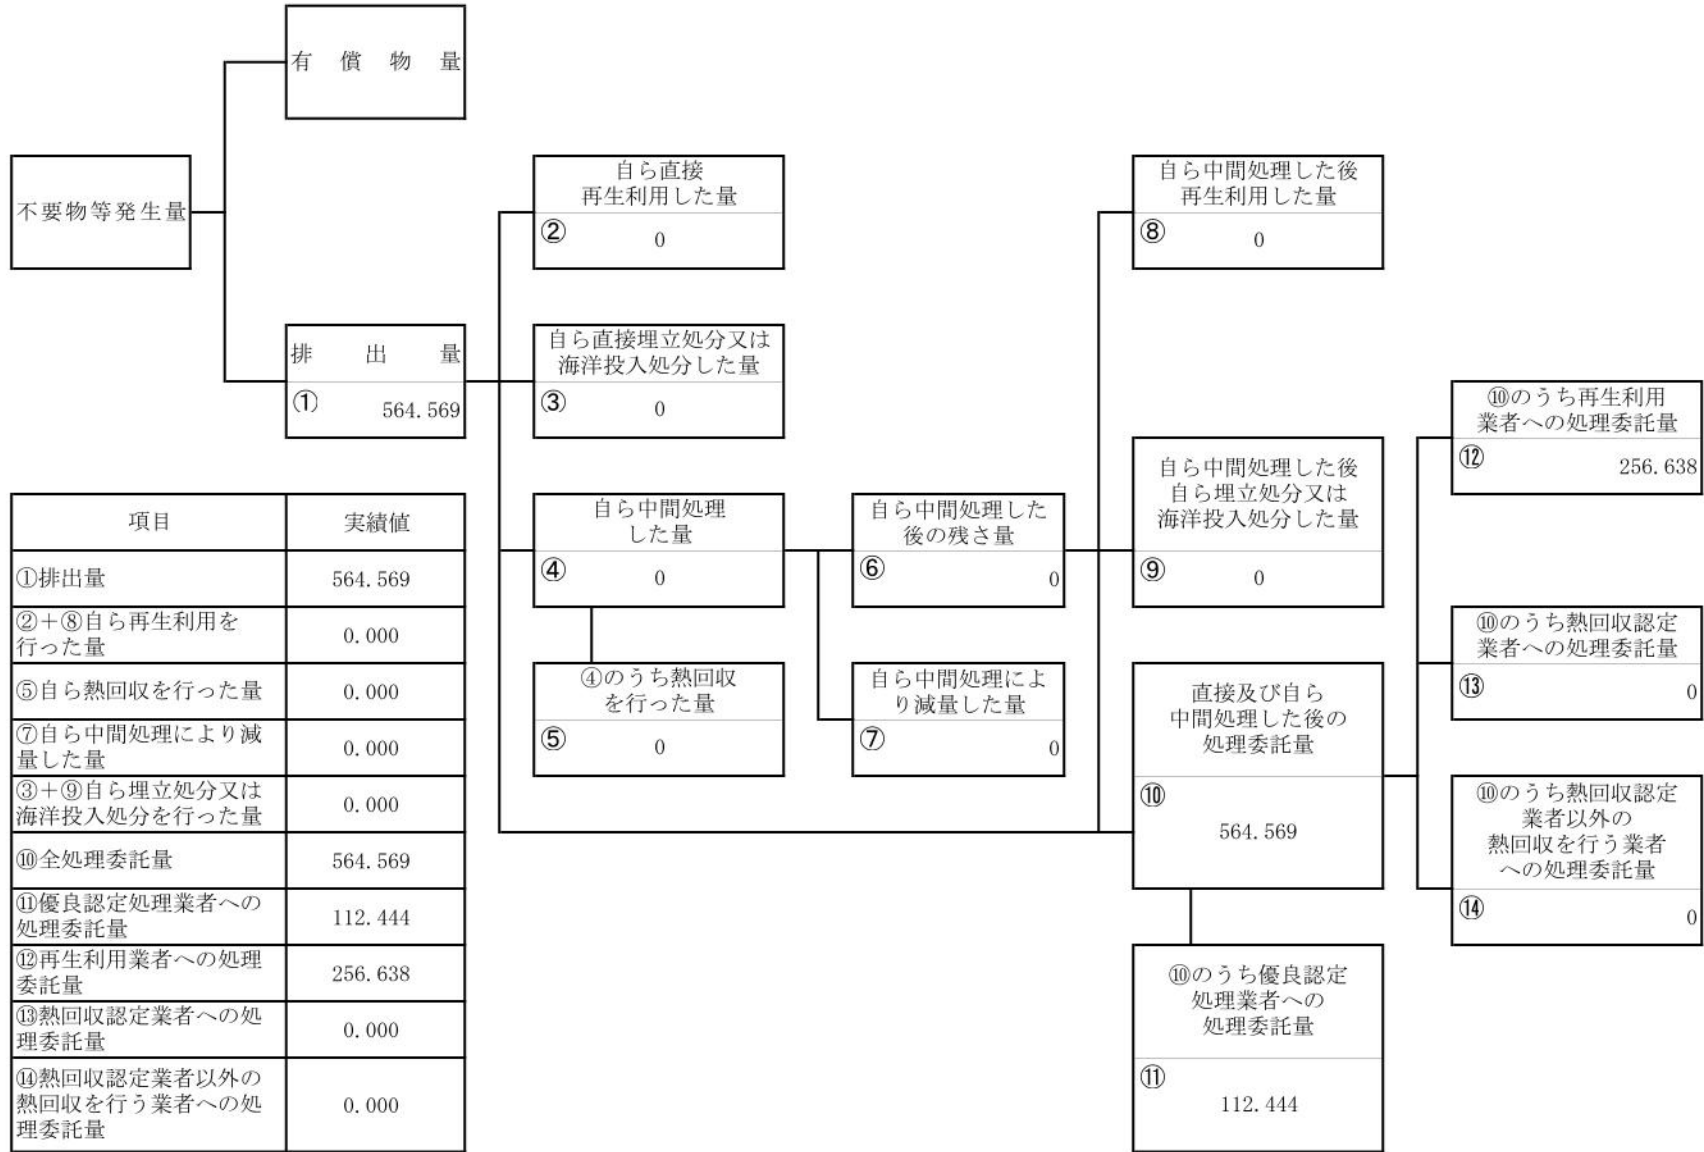 有償物量
不要物等発生量
排出量
①
564.569
自ら直接
再生利用した量
②
0
自ら直接埋立処分又は
海洋投入処分した量
③
0
自ら中間処理
した量
④
0
④のうち熱回収
を行った量
⑤
0
自ら中間処理した
後の残さ量
⑥
0
自ら中間処理によ
り減量した量
⑦
0
自ら中間処理した後
再生利用した量
⑧
0
自ら中間処理した後
自ら埋立処分又は
海洋投入処分した量
⑨
0
直接及び自ら
中間処理した後の
処理委託量
⑩
564.569
⑩のうち優良認定
処理業者への
処理委託量
⑪
112.444
⑩のうち再生利用
業者への処理委託量
⑫
256.638
⑩のうち熱回収認定
業者への処理委託量
⑬
0
⑩のうち熱回収認定
業者以外の
熱回収を行う業者
への処理委託量
⑭
0
項目 実績値
①排出量 564.569
②+⑧自ら再生利用を
行った量 0.000
⑤自ら熱回収を行った量 0.000
⑦自ら中間処理により減
量した量 0.000
③+⑨自ら埋立処分又は
海洋投入処分を行った量 0.000
⑩全処理委託量 564.569
⑪優良認定処理業者への
処理委託量 112.444
⑫再生利用業者への処理
委託量 256.638
⑬熱回収認定業者への処
理委託量 0.000
⑭熱回収認定業者以外の
熱回収を行う業者への処
理委託量 0.000